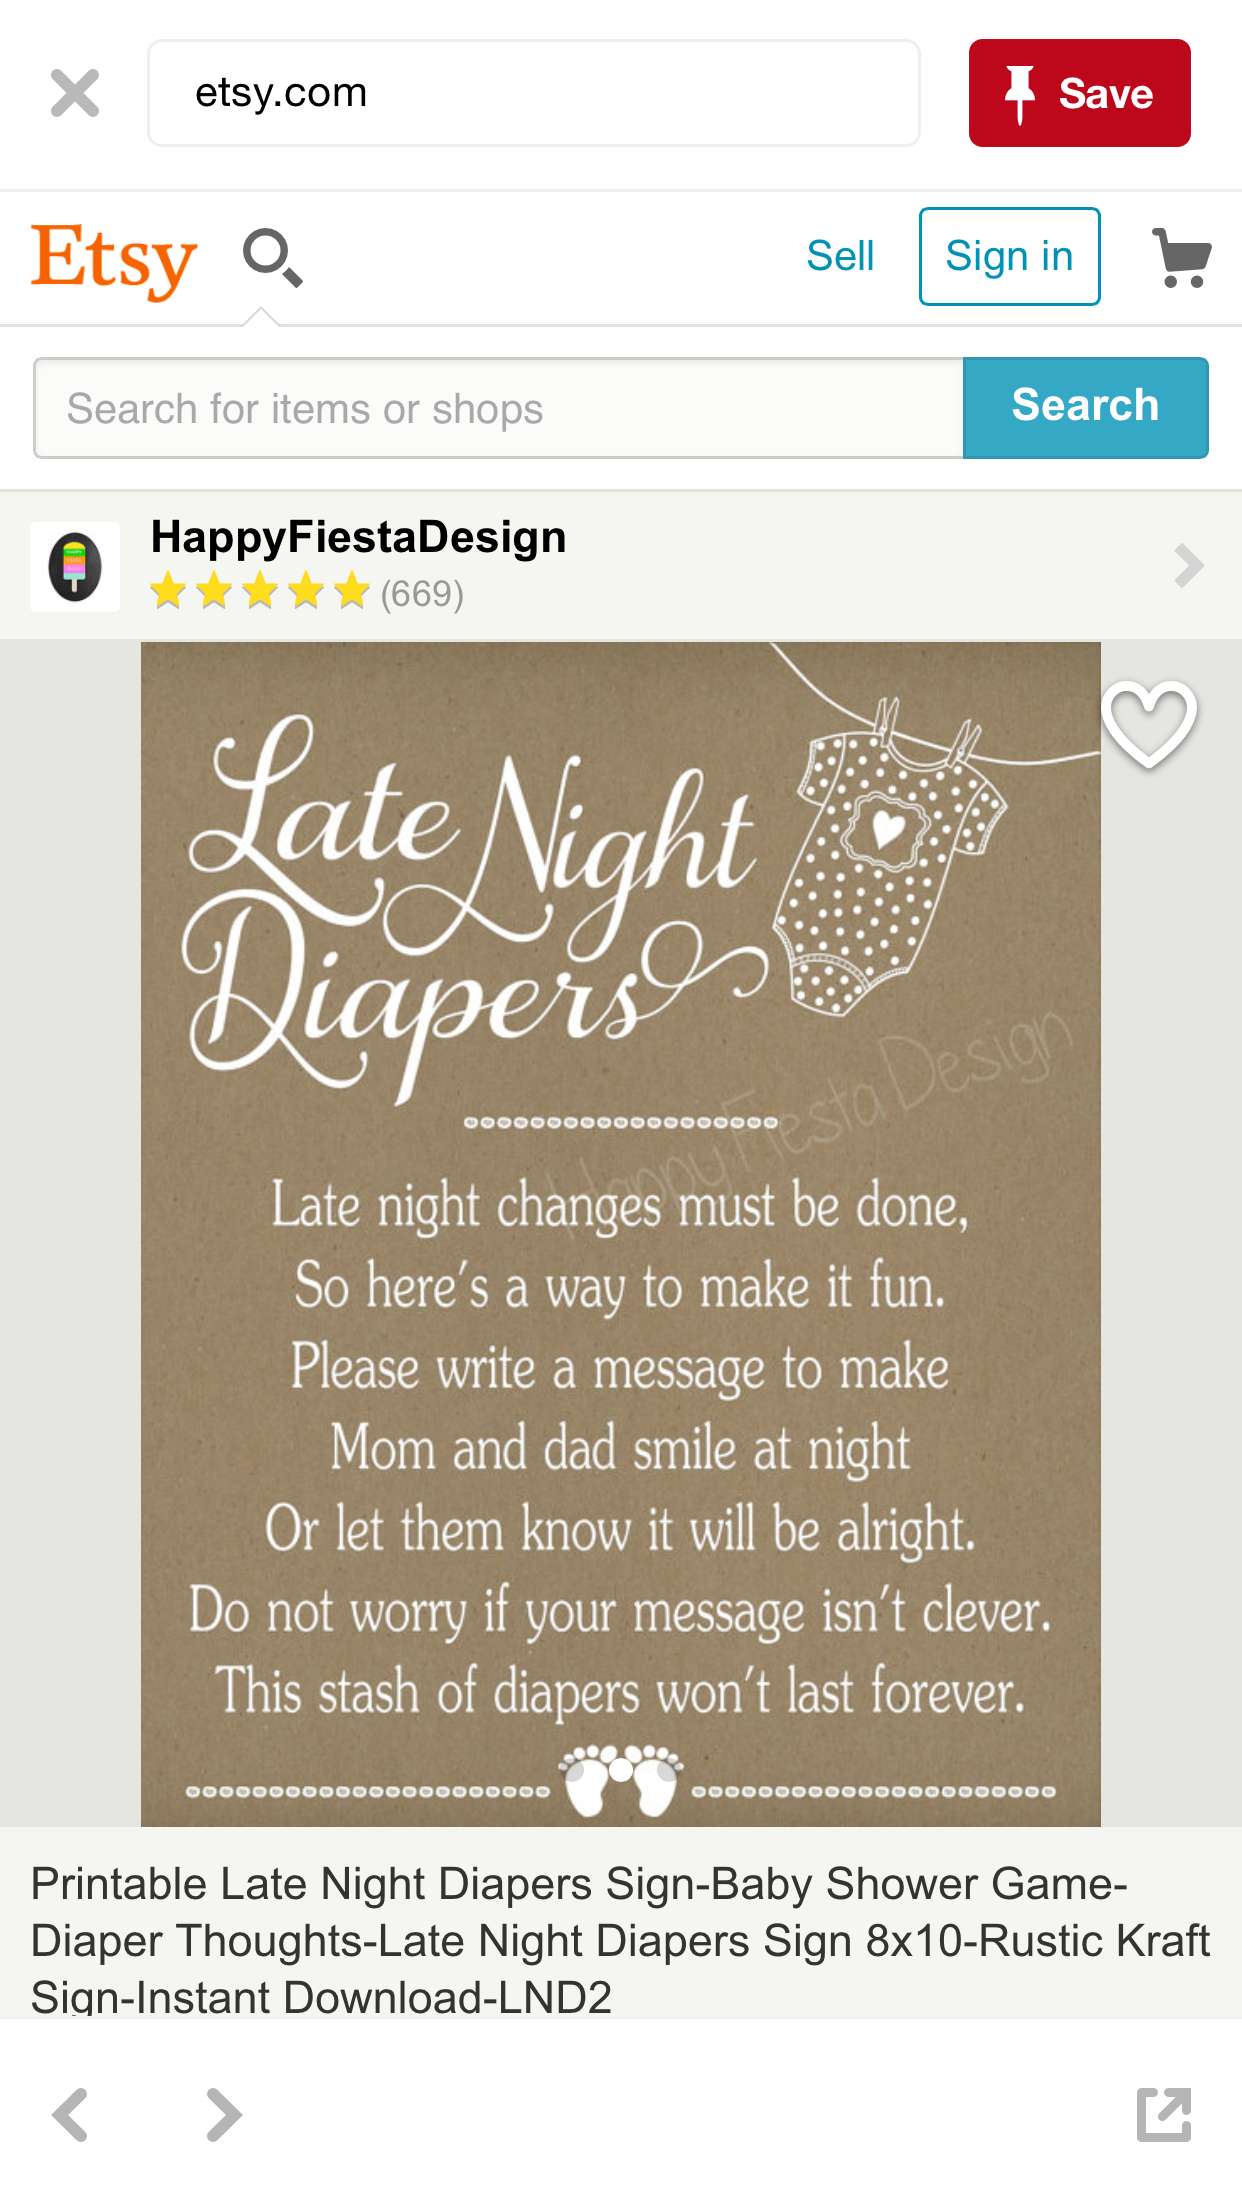 etsy.com
Save
Etsy
Sell
Sign in
Search for items or shops
Search
HappyFiestaDesign
(669)
Late Night
Diapers
HappyFiestaDesign
Late night changes must be done,
So here's a way to make it fun.
Please write a message to make
Mom and dad smile at night
Or let them know it will be alright.
Do not worry if your message isn't clever.
This stash of diapers won't last forever.
Printable Late Night Diapers Sign-Baby Shower Game-
Diaper Thoughts-Late Night Diapers Sign 8x10-Rustic Kraft
Sign-Instant Download-LND2